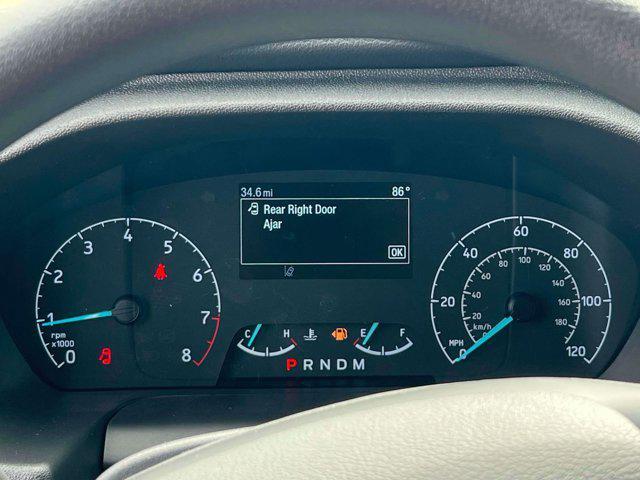 34.6 mi 86°
Rear Right Door
Ajar
OK
0 1 2 3 4 5 6 7 8
rpm
x1000
C H E F
P R N D M
0 20 40 60 80 100 120
MPH
20 40 60 80 100 120 140 160 180
km/h